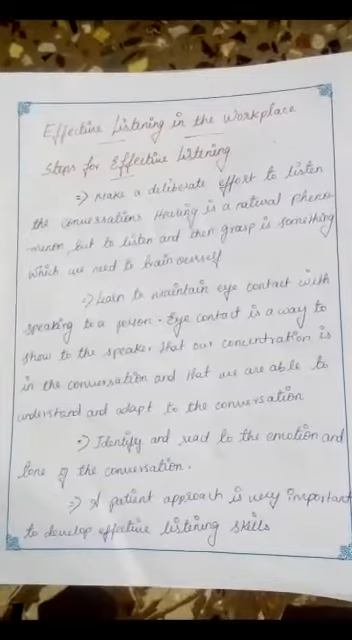 Effective Listening in the Workplace
Steps for Effective Listening
=> Make a deliberate effort to listen
the conversations Hearing is a natural pheno-
menon, but to listen and then grasp is something
which we need to train ourself
=> Learn to maintain eye contact with
speaking to a person. Eye contact is a way to
show to the speaker that our concentration is
in the conversation and that we are able to
understand and adapt to the conversation
=> Identify and read to the emotion and
tone of the conversation.
=> A patient approach is very important
to develop effective listening skills